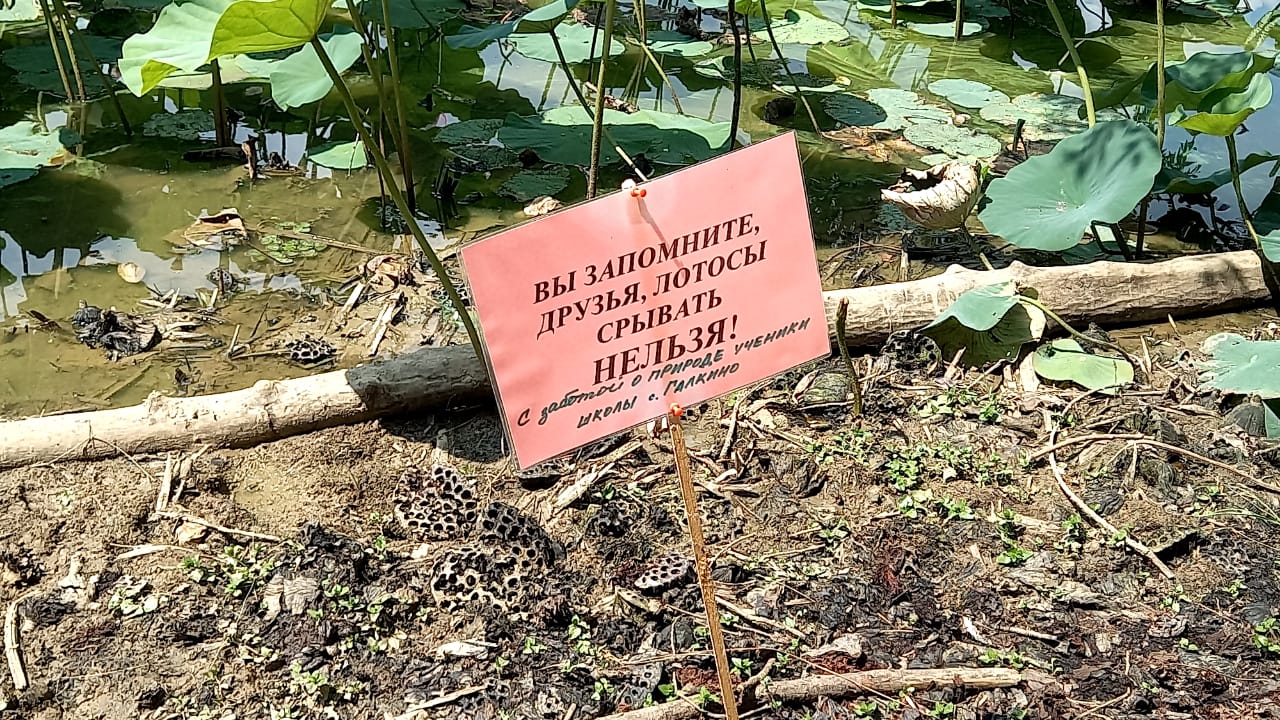 ВЫ ЗАПОМНИТЕ,
ДРУЗЬЯ, ЛОТОСЫ
СРЫВАТЬ
НЕЛЬЗЯ!
С заботой о ПРИРОДЕ УЧЕНИКИ
ШКОЛЫ с. ГАЛКИНО